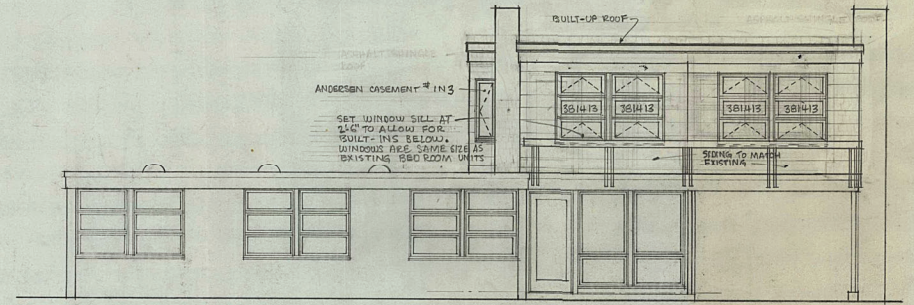 BUILT-UP ROOF
ANDERSEN CASEMENT # 1N3
SET WINDOW SILL AT
2'6" TO ALLOW FOR
BUILT-INS BELOW.
WINDOWS ARE SAME SIZE AS
EXISTING BEDROOM UNITS
381413 381413 381413 381413
SIDING TO MATCH
EXISTING